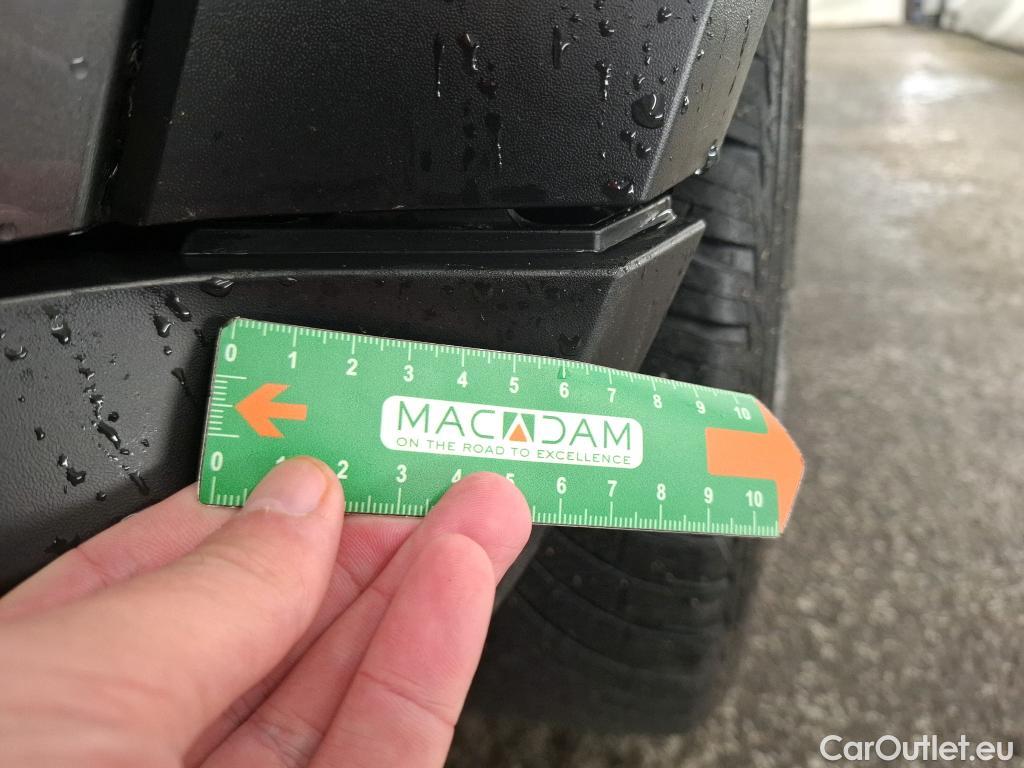 0 1 2 3 4 5 6 7 8 9 10
MACADAM
ON THE ROAD TO EXCELLENCE
0 1 2 3 4 5 6 7 8 9 10
CarOutlet.eu